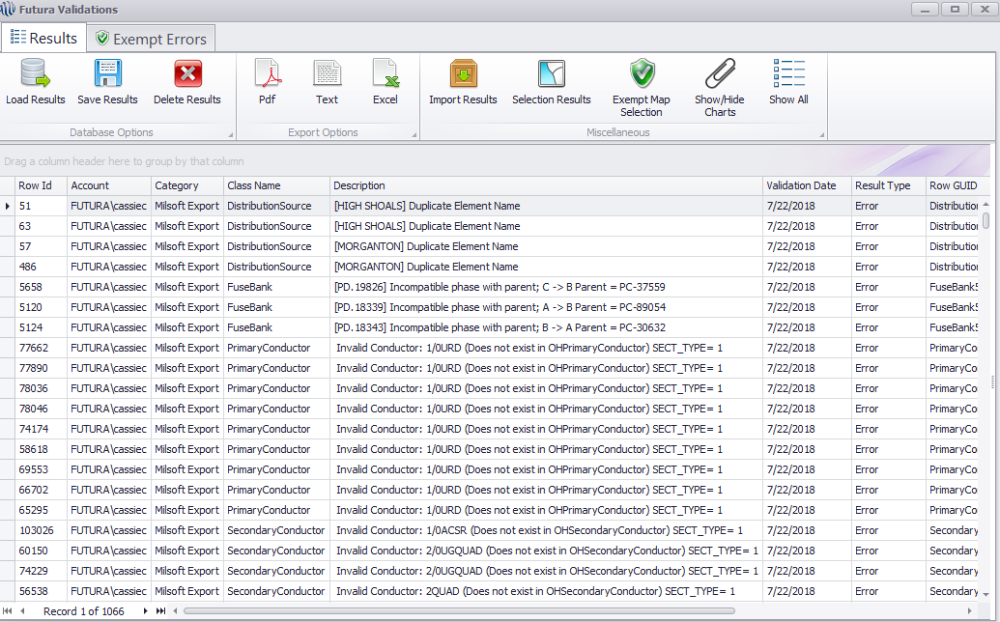 Futura Validations
Results Exempt Errors
Load Results Save Results Delete Results Pdf Text Excel Import Results Selection Results Exempt Map Selection Show/Hide Charts Show All
Database Options Export Options Miscellaneous
Drag a column header here to group by that column
Row Id Account Category Class Name Description Validation Date Result Type Row GUID
51 FUTURA\cassiec Milsoft Export DistributionSource [HIGH SHOALS] Duplicate Element Name 7/22/2018 Error Distribution
63 FUTURA\cassiec Milsoft Export DistributionSource [HIGH SHOALS] Duplicate Element Name 7/22/2018 Error Distribution
57 FUTURA\cassiec Milsoft Export DistributionSource [MORGANTON] Duplicate Element Name 7/22/2018 Error Distribution
486 FUTURA\cassiec Milsoft Export DistributionSource [MORGANTON] Duplicate Element Name 7/22/2018 Error Distribution
5658 FUTURA\cassiec Milsoft Export FuseBank [PD.19826] Incompatible phase with parent; C -> B Parent = PC-37559 7/22/2018 Error FuseBank5
5120 FUTURA\cassiec Milsoft Export FuseBank [PD.18339] Incompatible phase with parent; A -> B Parent = PC-89054 7/22/2018 Error FuseBank5
5124 FUTURA\cassiec Milsoft Export FuseBank [PD.18343] Incompatible phase with parent; B -> A Parent = PC-30632 7/22/2018 Error FuseBank5
77662 FUTURA\cassiec Milsoft Export PrimaryConductor Invalid Conductor: 1/0URD (Does not exist in OHPrimaryConductor) SECT_TYPE= 1 7/22/2018 Error PrimaryCo
77890 FUTURA\cassiec Milsoft Export PrimaryConductor Invalid Conductor: 1/0URD (Does not exist in OHPrimaryConductor) SECT_TYPE= 1 7/22/2018 Error PrimaryCo
78036 FUTURA\cassiec Milsoft Export PrimaryConductor Invalid Conductor: 1/0URD (Does not exist in OHPrimaryConductor) SECT_TYPE= 1 7/22/2018 Error PrimaryCo
78046 FUTURA\cassiec Milsoft Export PrimaryConductor Invalid Conductor: 1/0URD (Does not exist in OHPrimaryConductor) SECT_TYPE= 1 7/22/2018 Error PrimaryCo
74174 FUTURA\cassiec Milsoft Export PrimaryConductor Invalid Conductor: 1/0URD (Does not exist in OHPrimaryConductor) SECT_TYPE= 1 7/22/2018 Error PrimaryCo
58618 FUTURA\cassiec Milsoft Export PrimaryConductor Invalid Conductor: 1/0URD (Does not exist in OHPrimaryConductor) SECT_TYPE= 1 7/22/2018 Error PrimaryCo
69553 FUTURA\cassiec Milsoft Export PrimaryConductor Invalid Conductor: 1/0URD (Does not exist in OHPrimaryConductor) SECT_TYPE= 1 7/22/2018 Error PrimaryCo
66702 FUTURA\cassiec Milsoft Export PrimaryConductor Invalid Conductor: 1/0URD (Does not exist in OHPrimaryConductor) SECT_TYPE= 1 7/22/2018 Error PrimaryCo
65295 FUTURA\cassiec Milsoft Export PrimaryConductor Invalid Conductor: 1/0URD (Does not exist in OHPrimaryConductor) SECT_TYPE= 1 7/22/2018 Error PrimaryCo
103026 FUTURA\cassiec Milsoft Export SecondaryConductor Invalid Conductor: 1/0ACSR (Does not exist in OHSecondaryConductor) SECT_TYPE= 1 7/22/2018 Error Secondary
60150 FUTURA\cassiec Milsoft Export SecondaryConductor Invalid Conductor: 2/0UGQUAD (Does not exist in OHSecondaryConductor) SECT_TYPE= 1 7/22/2018 Error Secondary
74229 FUTURA\cassiec Milsoft Export SecondaryConductor Invalid Conductor: 2/0UGQUAD (Does not exist in OHSecondaryConductor) SECT_TYPE= 1 7/22/2018 Error Secondary
56538 FUTURA\cassiec Milsoft Export SecondaryConductor Invalid Conductor: 2QUAD (Does not exist in OHSecondaryConductor) SECT_TYPE= 1 7/22/2018 Error Secondary
Record 1 of 1066